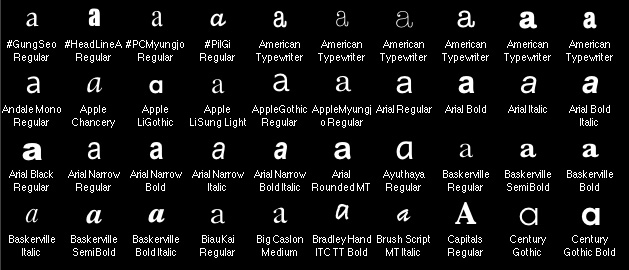 a a a a a a a a a a
#GungSeo #HeadLineA #PCMyungjo #PilGi American American American American American American
Regular Regular Regular Regular Typewriter Typewriter Typewriter Typewriter Typewriter Typewriter
a a a a a a a a a a
Andale Mono Apple Apple Apple AppleGothic AppleMyungj Arial Regular Arial Bold Arial Italic Arial Bold
Regular Chancery LiGothic LiSung Light Regular o Regular Italic
a a a a a a a a a a
Arial Black Arial Narrow Arial Narrow Arial Narrow Arial Narrow Arial Ayuthaya Baskerville Baskerville Baskerville
Regular Regular Bold Italic Bold Italic Rounded MT Regular Regular SemiBold Bold
a a a a a a a A a a
Baskerville Baskerville Baskerville BiauKai Big Caslon Bradley Hand Brush Script Capitals Century Century
Italic SemiBold Bold Italic Regular Medium ITC TT Bold MT Italic Regular Gothic Gothic Bold